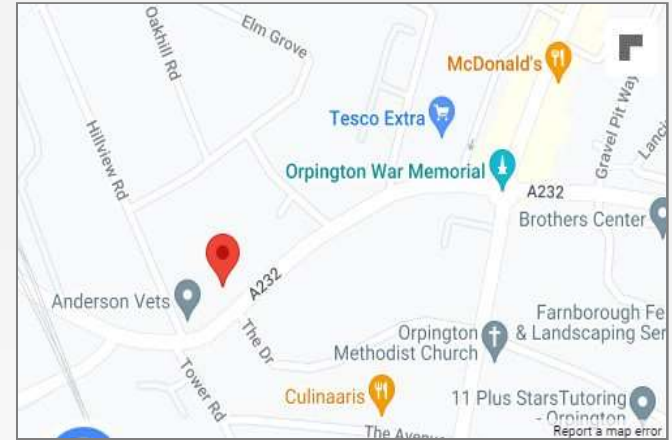 Oakhill Rd
Elm Grove
McDonald's
Hillview Rd
Tesco Extra
Gravel Pit Way
Orpington War Memorial
A232
Brothers Center
Anderson Vets
A232
The Dr
Orpington
Methodist Church
Farnborough Fe
& Landscaping Ser
Tower Rd
Culinaaris
11 Plus StarsTutoring
- Orpington
The Avenue
Report a map error